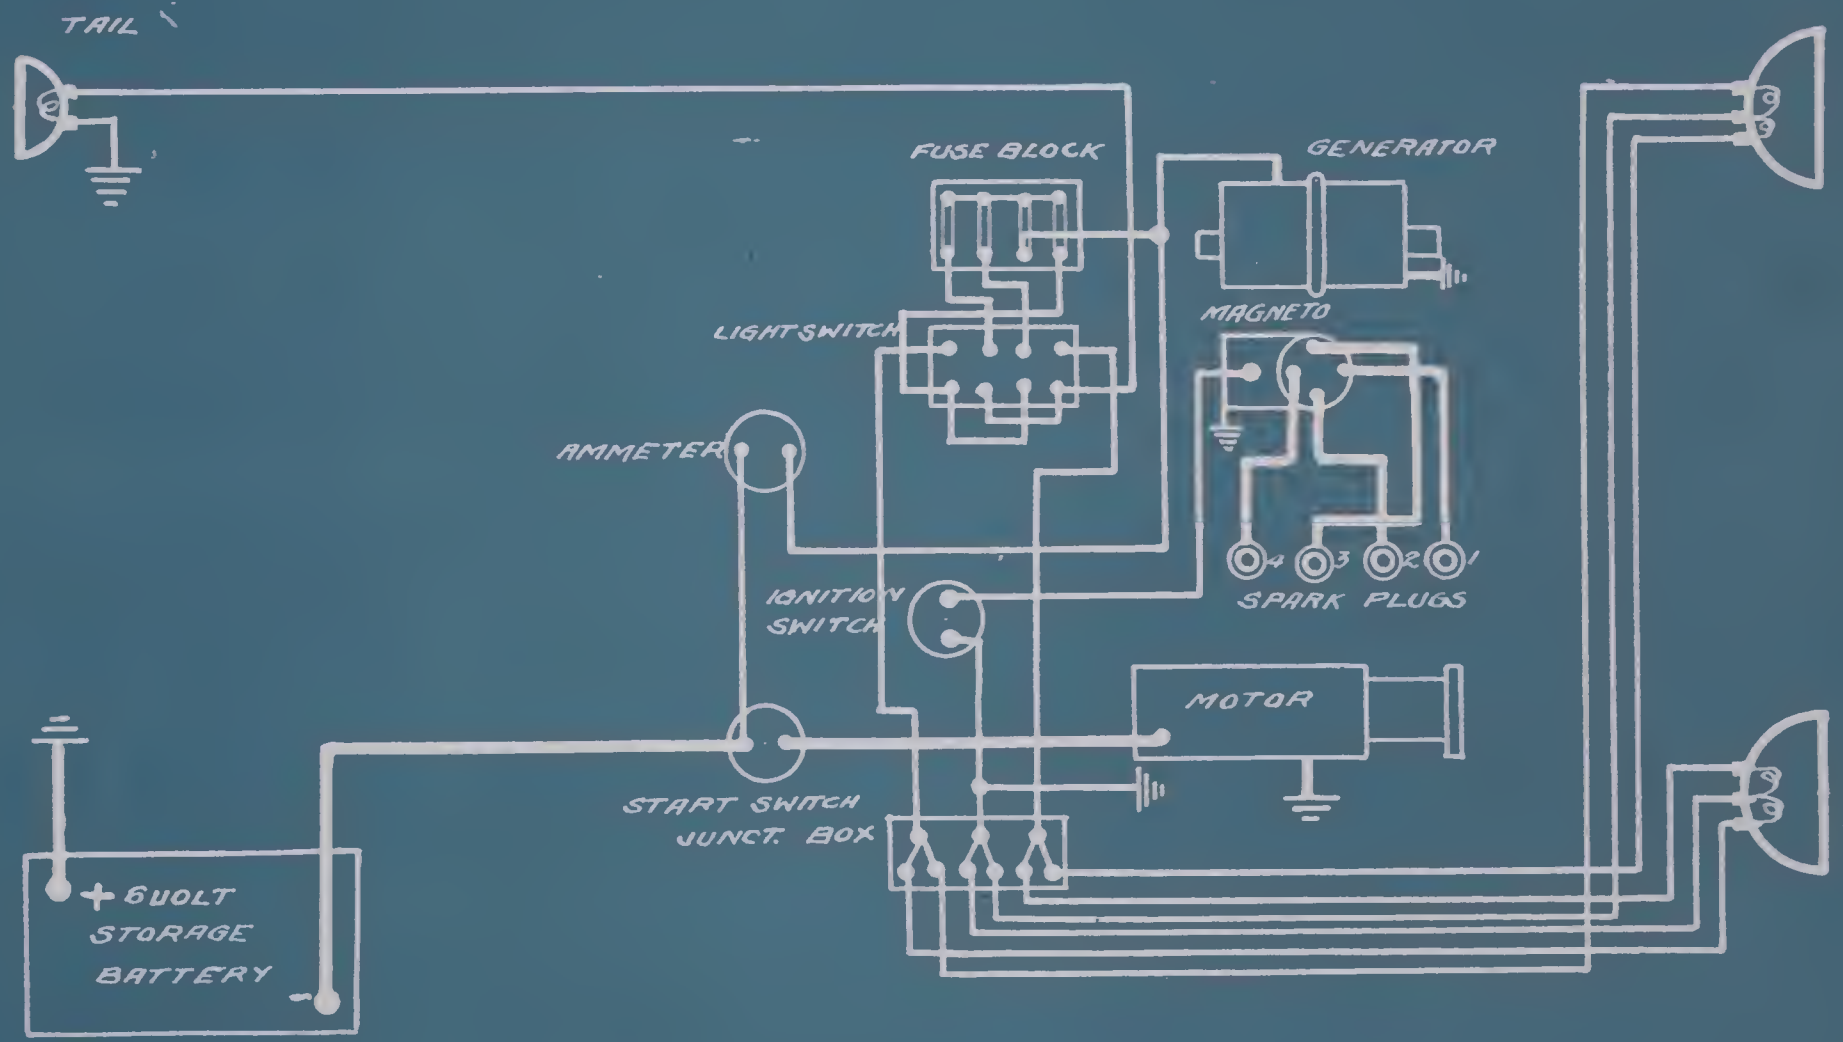 TAIL
FUSE BLOCK
GENERATOR
MAGNETO
LIGHT SWITCH
AMMETER
4 3 2 1
IGNITION
SWITCH
SPARK PLUGS
MOTOR
START SWITCH
JUNCT. BOX
+ 6 VOLT
STORAGE
BATTERY
-